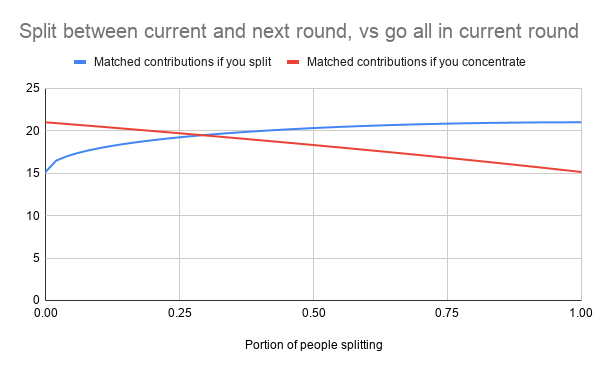 Split between current and next round, vs go all in current round
Matched contributions if you split
Matched contributions if you concentrate
25
20
15
10
5
0
0.00
0.25
0.50
0.75
1.00
Portion of people splitting